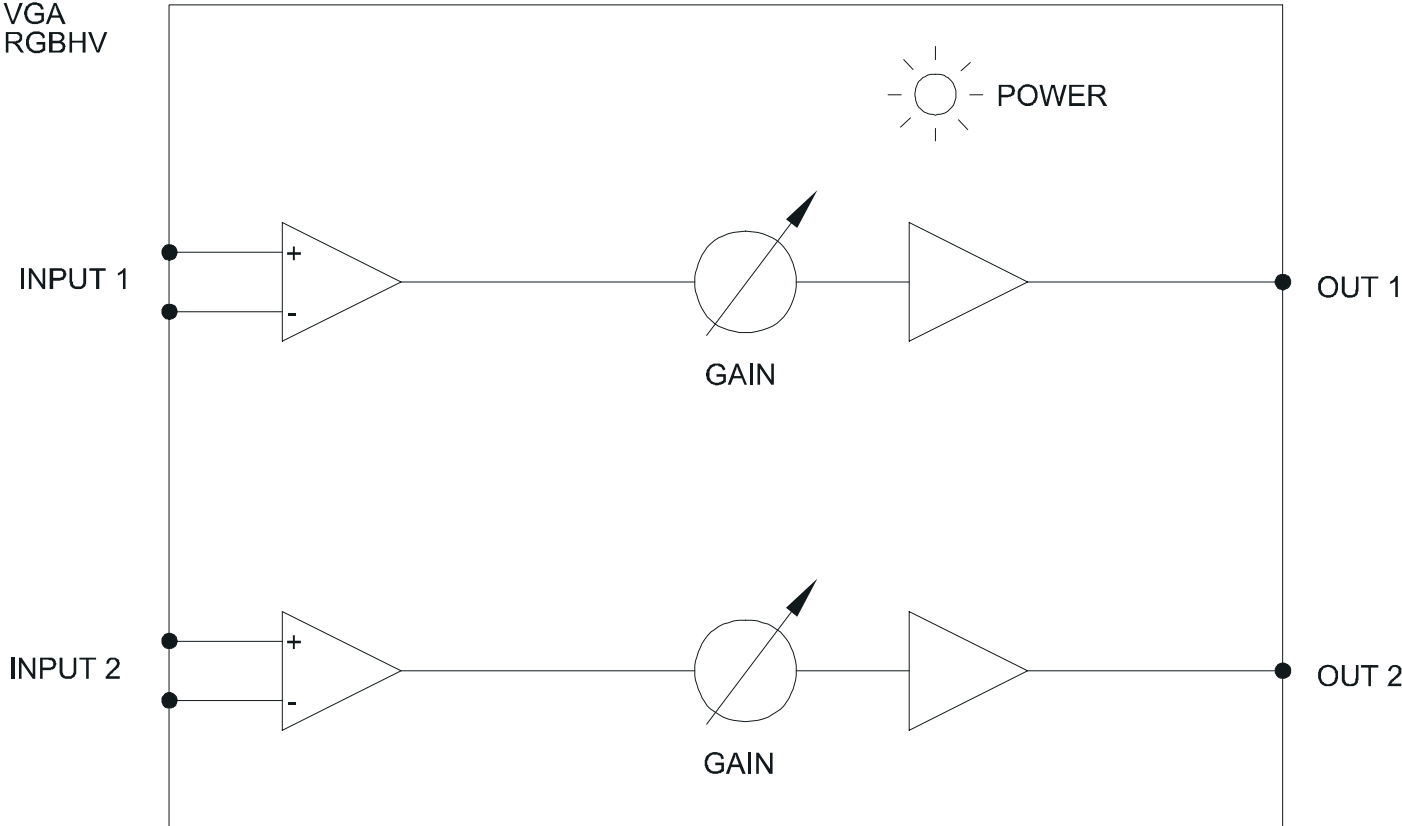 VGA
RGBHV
POWER
INPUT 1
+
-
GAIN
OUT 1
INPUT 2
+
-
GAIN
OUT 2